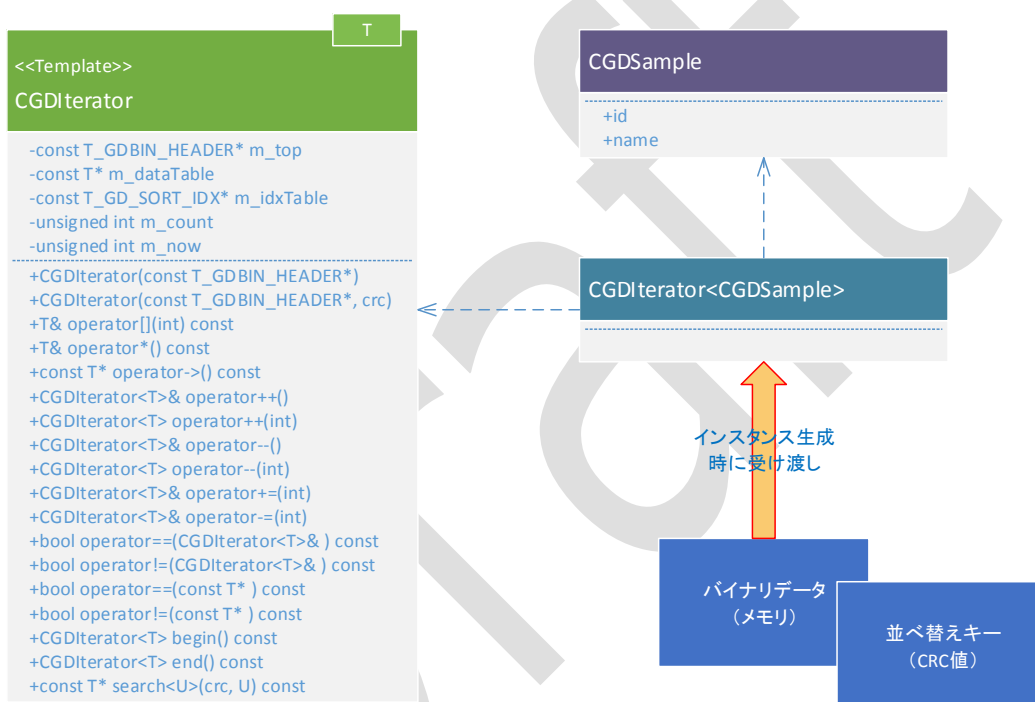 T
<<Template>>
CGDIterator
-const T_GDBIN_HEADER* m_top
-const T* m_dataTable
-const T_GD_SORT_IDX* m_idxTable
-unsigned int m_count
-unsigned int m_now
+CGDIterator(const T_GDBIN_HEADER*)
+CGDIterator(const T_GDBIN_HEADER*, crc)
+T& operator[](int) const
+T& operator*() const
+const T* operator->() const
+CGDIterator<T>& operator++()
+CGDIterator<T> operator++(int)
+CGDIterator<T>& operator--()
+CGDIterator<T> operator--(int)
+CGDIterator<T>& operator+=(int)
+CGDIterator<T>& operator-=(int)
+bool operator==(CGDIterator<T>& ) const
+bool operator!=(CGDIterator<T>& ) const
+bool operator==(const T* ) const
+bool operator!=(const T* ) const
+CGDIterator<T> begin() const
+CGDIterator<T> end() const
+const T* search<U>(crc, U) const
CGDSample
+id
+name
CGDIterator<CGDSample>
インスタンス生成
時に受け渡し
バイナリデータ
（メモリ）
並べ替えキー
（CRC値）